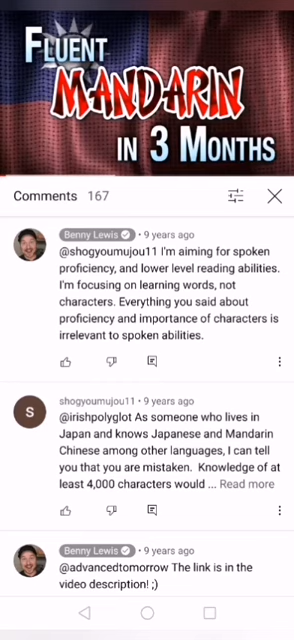 FLUENT
MANDARIN
IN 3 MONTHS
Comments 167
Benny Lewis • 9 years ago
@shogyoumujou11 I'm aiming for spoken
proficiency, and lower level reading abilities.
I'm focusing on learning words, not
characters. Everything you said about
proficiency and importance of characters is
irrelevant to spoken abilities.
S
shogyoumujou11 • 9 years ago
@irishpolyglot As someone who lives in
Japan and knows Japanese and Mandarin
Chinese among other languages, I can tell
you that you are mistaken. Knowledge of at
least 4,000 characters would ... Read more
Benny Lewis • 9 years ago
@advancedtomorrow The link is in the
video description! ;)